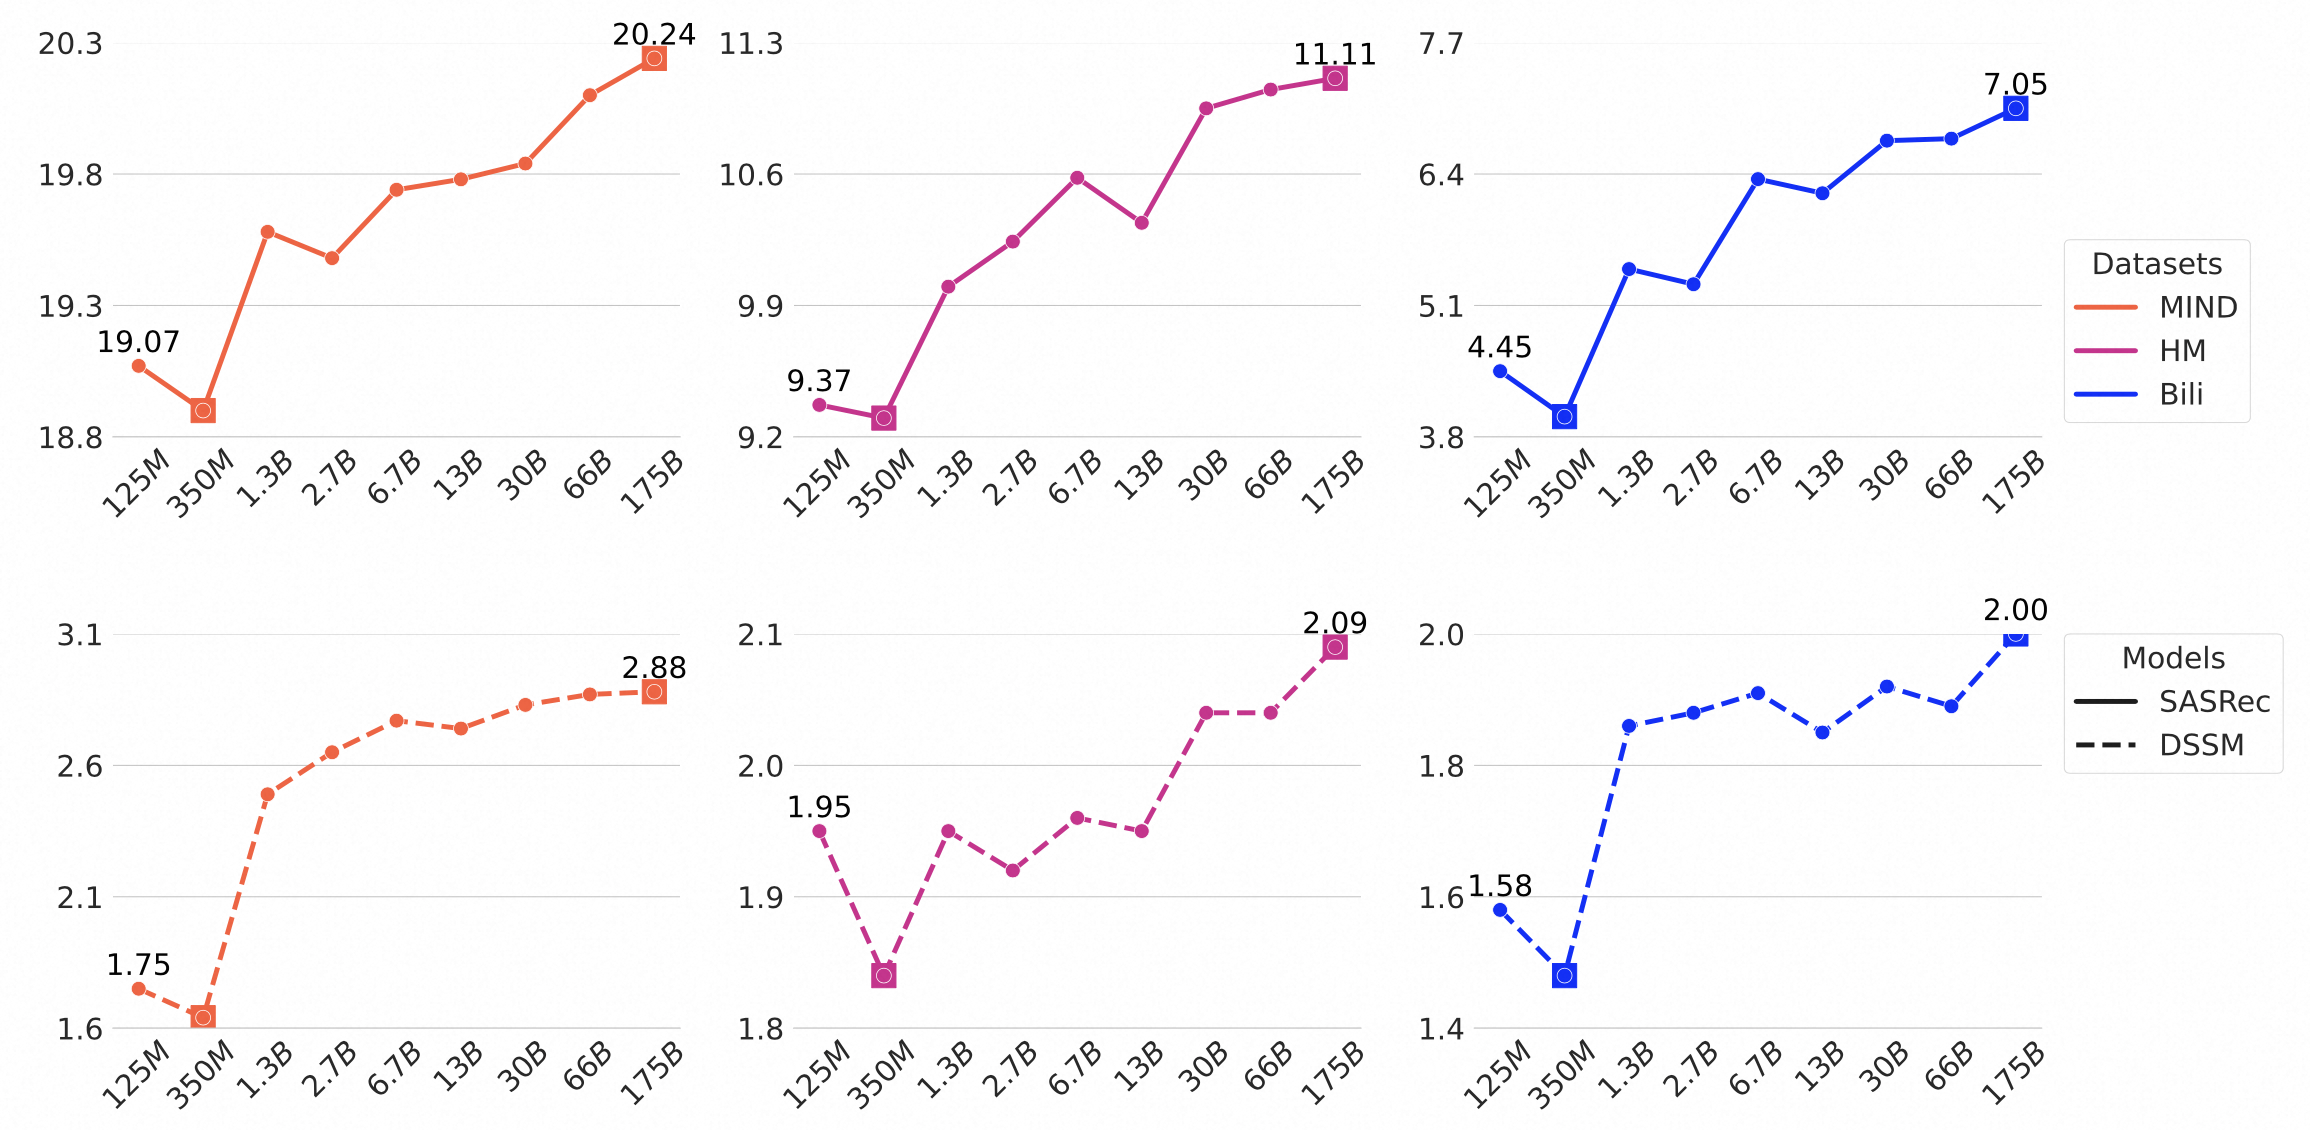 20.3
19.8
19.3
18.8
19.07
20.24
125M 350M 1.3B 2.7B 6.7B 13B 30B 66B 175B
11.3
10.6
9.9
9.2
9.37
11.11
125M 350M 1.3B 2.7B 6.7B 13B 30B 66B 175B
7.7
6.4
5.1
3.8
4.45
7.05
125M 350M 1.3B 2.7B 6.7B 13B 30B 66B 175B
Datasets
MIND
HM
Bili
3.1
2.6
2.1
1.6
1.75
2.88
125M 350M 1.3B 2.7B 6.7B 13B 30B 66B 175B
2.1
2.0
1.9
1.8
1.95
2.09
125M 350M 1.3B 2.7B 6.7B 13B 30B 66B 175B
2.0
1.8
1.6
1.4
1.58
2.00
125M 350M 1.3B 2.7B 6.7B 13B 30B 66B 175B
Models
SASRec
DSSM